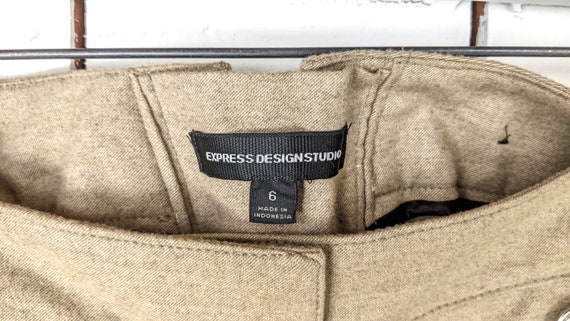 EXPRESS DESIGN STUDIO
6
MADE IN
INDONESIA